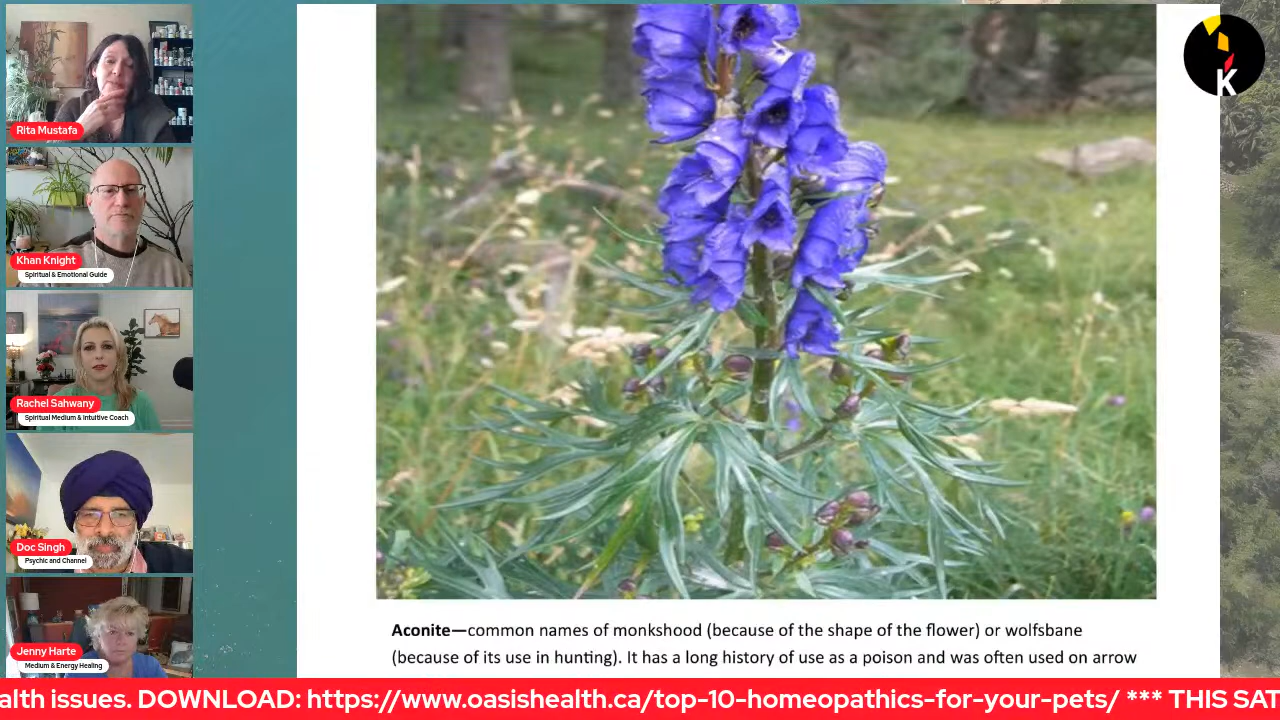 Rita Mustafa
Khan Knight
Spiritual & Emotional Guide
Rachel Sahwany
Spiritual Medium & Intuitive Coach
Doc Singh
Psychic and Channel
Jenny Harte
Medium & Energy Healing
K
Aconite—common names of monkshood (because of the shape of the flower) or wolfsbane
(because of its use in hunting). It has a long history of use as a poison and was often used on arrow
alth issues. DOWNLOAD: https://www.oasishealth.ca/top-10-homeopathics-for-your-pets/ *** THIS SAT